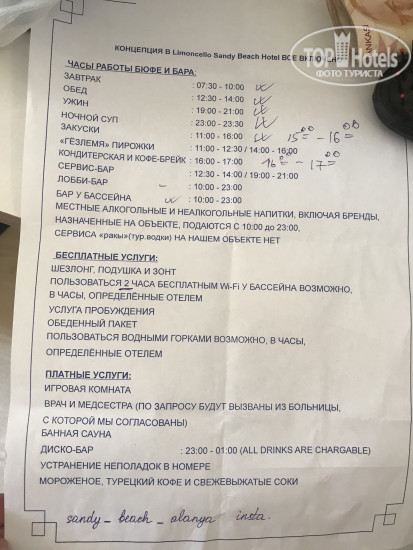 КОНЦЕПЦИЯ В Limoncello Sandy Beach Hotel ВСЕ ВКЛЮЧЕНО
TOP Hotels
ФОТО ТУРИСТА
ЧАСЫ РАБОТЫ БЮФЕ И БАРА:
ЗАВТРАК : 07:30 - 10:00
ОБЕД : 12:30 - 14:00
УЖИН : 19:00 - 21:00
НОЧНОЙ СУП : 23:00 - 23:30
ЗАКУСКИ : 11:00 - 16:00 15 00 - 16 00
«ГЕЗЛЕМЯ» ПИРОЖКИ : 11:00 - 12:30 / 14:00 - 16:00
КОНДИТЕРСКАЯ И КОФЕ-БРЕЙК : 16:00 - 17:00 16 00 - 17 00
СЕРВИС-БАР : 12:30 - 14:00 / 19:00 - 21:00
ЛОББИ-БАР : 10:00 - 23:00
БАР У БАССЕЙНА : 10:00 - 23:00
МЕСТНЫЕ АЛКОГОЛЬНЫЕ И НЕАЛКОГОЛЬНЫЕ НАПИТКИ, ВКЛЮЧАЯ БРЕНДЫ,
НАЗНАЧЕННЫЕ НА ОБЪЕКТЕ, ПОДАЮТСЯ С 10:00 ДО 23:00,
СЕРВИСА «ракы»(тур.водки) НА НАШЕМ ОБЪЕКТЕ НЕТ
БЕСПЛАТНЫЕ УСЛУГИ:
ШЕЗЛОНГ, ПОДУШКА И ЗОНТ
ПОЛЬЗОВАТЬСЯ 2 ЧАСА БЕСПЛАТНЫМ Wi-Fi У БАССЕЙНА ВОЗМОЖНО,
В ЧАСЫ, ОПРЕДЕЛЁННЫЕ ОТЕЛЕМ
УСЛУГА ПРОБУЖДЕНИЯ
ОБЕДЕННЫЙ ПАКЕТ
ПОЛЬЗОВАТЬСЯ ВОДНЫМИ ГОРКАМИ ВОЗМОЖНО, В ЧАСЫ,
ОПРЕДЕЛЁННЫЕ ОТЕЛЕМ
ПЛАТНЫЕ УСЛУГИ:
ИГРОВАЯ КОМНАТА
ВРАЧ И МЕДСЕСТРА (ПО ЗАПРОСУ БУДУТ ВЫЗВАНЫ ИЗ БОЛЬНИЦЫ,
С КОТОРОЙ МЫ СОГЛАСОВАНЫ)
БАННАЯ САУНА
ДИСКО-БАР : 23:00 - 01:00 (ALL DRINKS ARE CHARGABLE)
УСТРАНЕНИЕ НЕПОЛАДОК В НОМЕРЕ
МОРОЖЕНОЕ, ТУРЕЦКИЙ КОФЕ И СВЕЖЕВЫЖАТЫЕ СОКИ
sandy_beach_alanya insta.